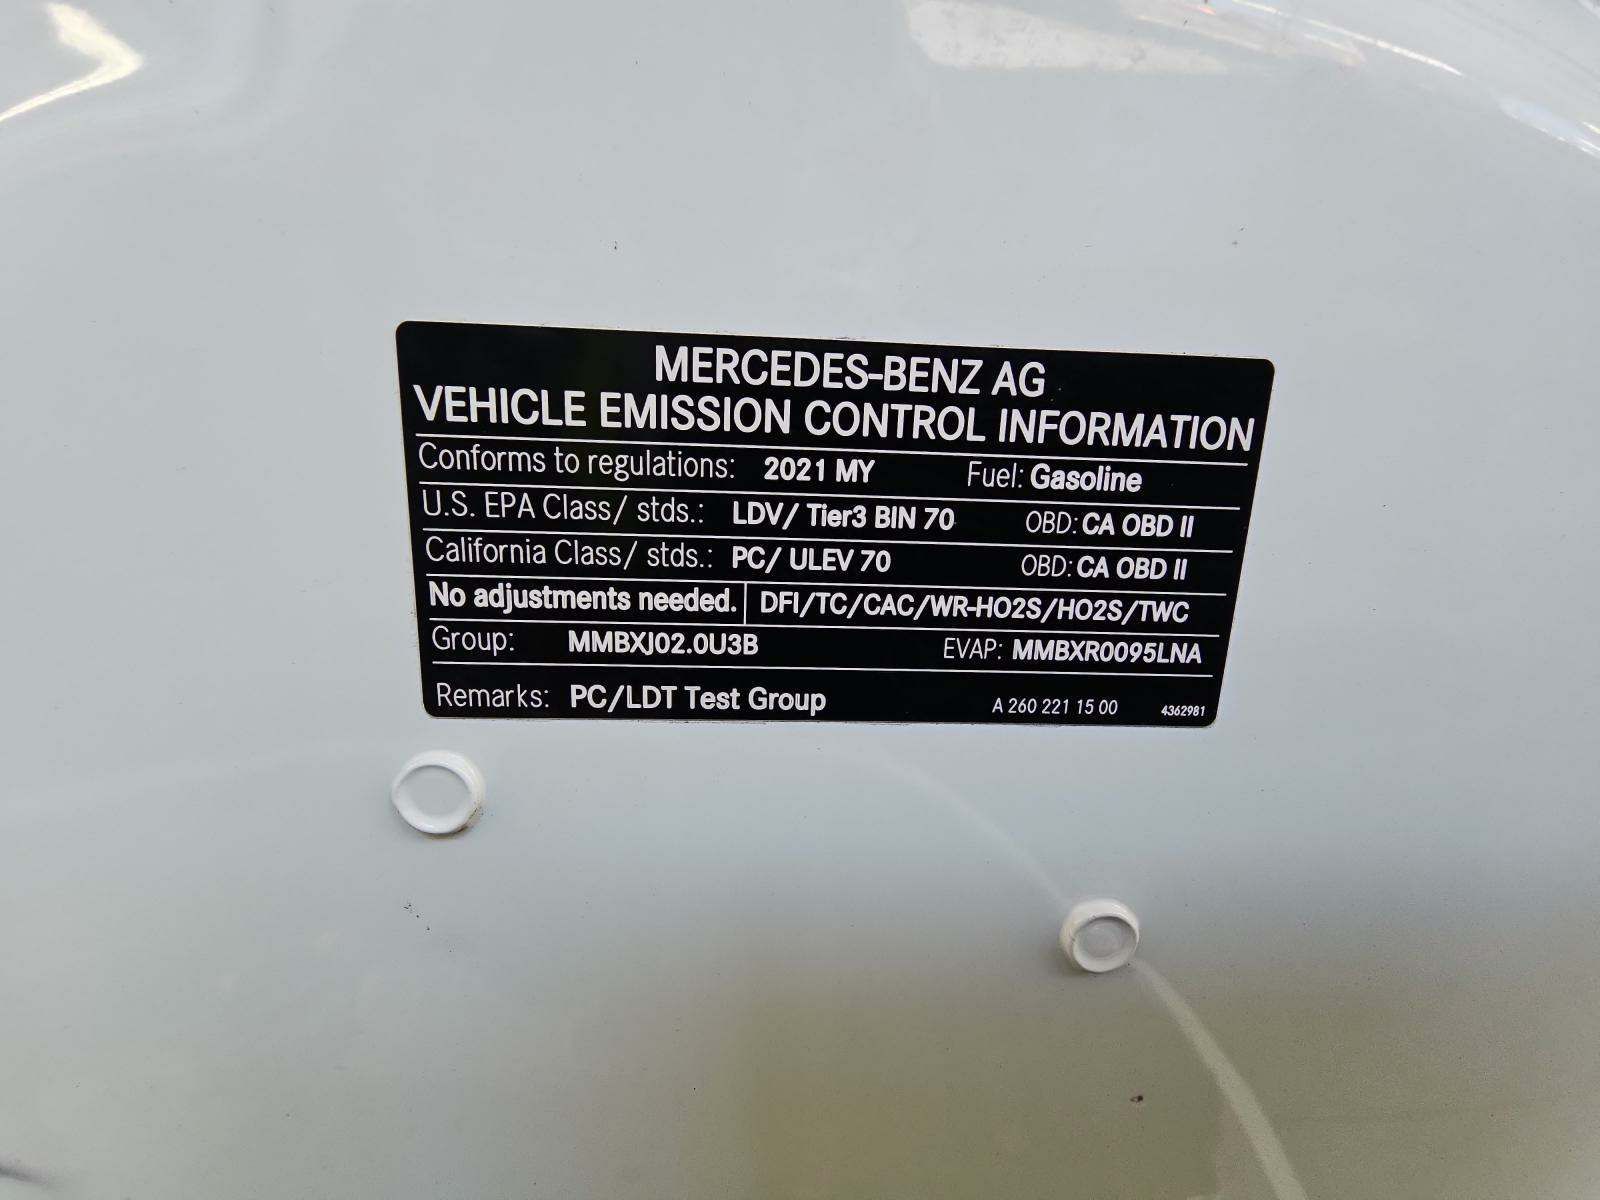 MERCEDES-BENZ AG
VEHICLE EMISSION CONTROL INFORMATION
Conforms to regulations: 2021 MY Fuel: Gasoline
U.S. EPA Class/ stds.: LDV/ Tier3 BIN 70 OBD: CA OBD II
California Class/ stds.: PC/ ULEV 70 OBD: CA OBD II
No adjustments needed. DFI/TC/CAC/WR-HO2S/HO2S/TWC
Group: MMBXJ02.0U3B EVAP: MMBXR0095LNA
Remarks: PC/LDT Test Group A 260 221 15 00 4362981